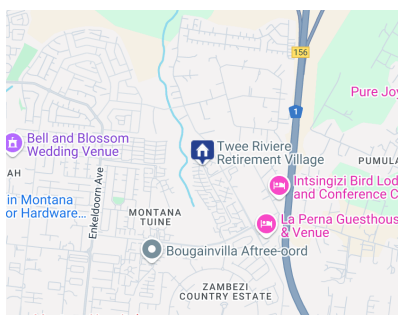 156
1
Pure Joy
Bell and Blossom
Wedding Venue
Twee Riviere
Retirement Village
PUMULA
AH
Intsingizi Bird Lod
and Conference C
Enkeldoorn Ave
in Montana
or Hardware...
MONTANA
TUINE
La Perna Guesthous
& Venue
Bougainvilla Aftree-oord
ZAMBEZI
COUNTRY ESTATE